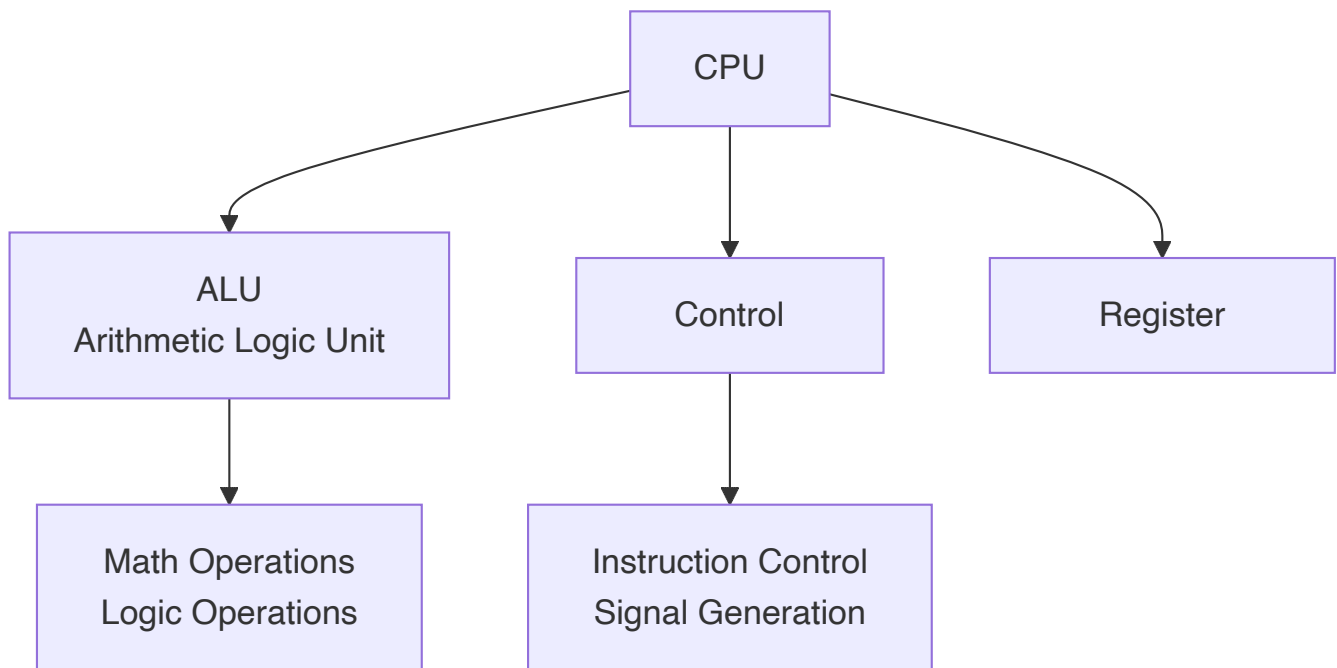 CPU
ALU
Arithmetic Logic Unit
Control
Register
Math Operations
Logic Operations
Instruction Control
Signal Generation